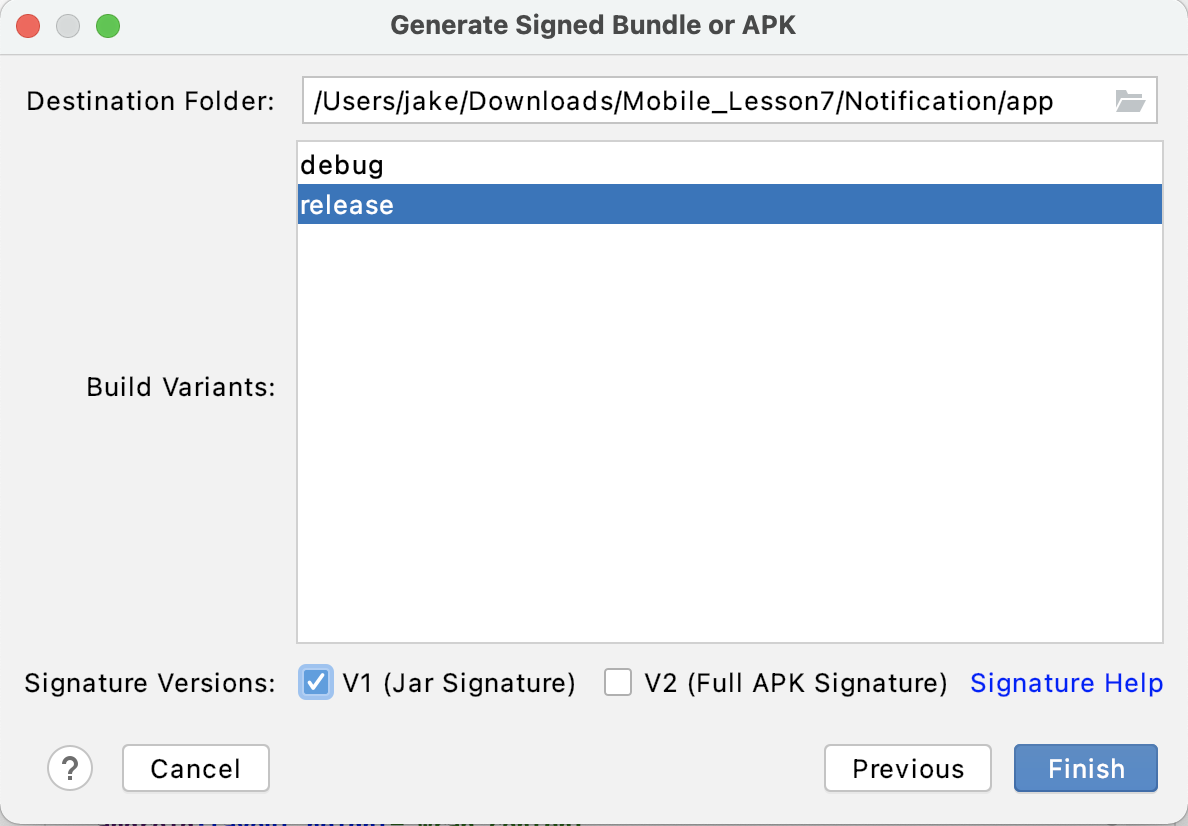 Generate Signed Bundle or APK
Destination Folder: /Users/jake/Downloads/Mobile_Lesson7/Notification/app
debug
release
Build Variants:
Signature Versions: V1 (Jar Signature) V2 (Full APK Signature) Signature Help
? Cancel Previous Finish